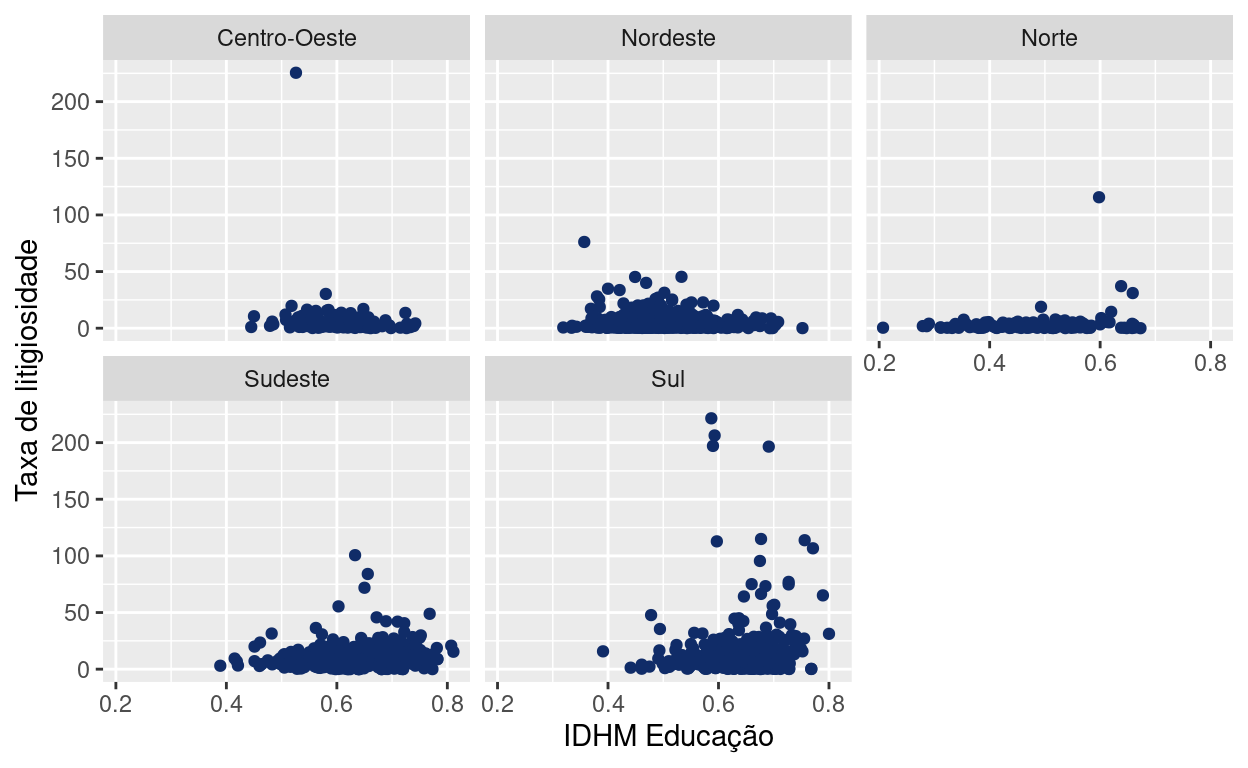 Centro-Oeste Nordeste Norte
200
150
100
50
0
0.2 0.4 0.6 0.8
Sudeste Sul
200
150
100
50
0
0.2 0.4 0.6 0.8 0.2 0.4 0.6 0.8
Taxa de litigiosidade
IDHM Educação